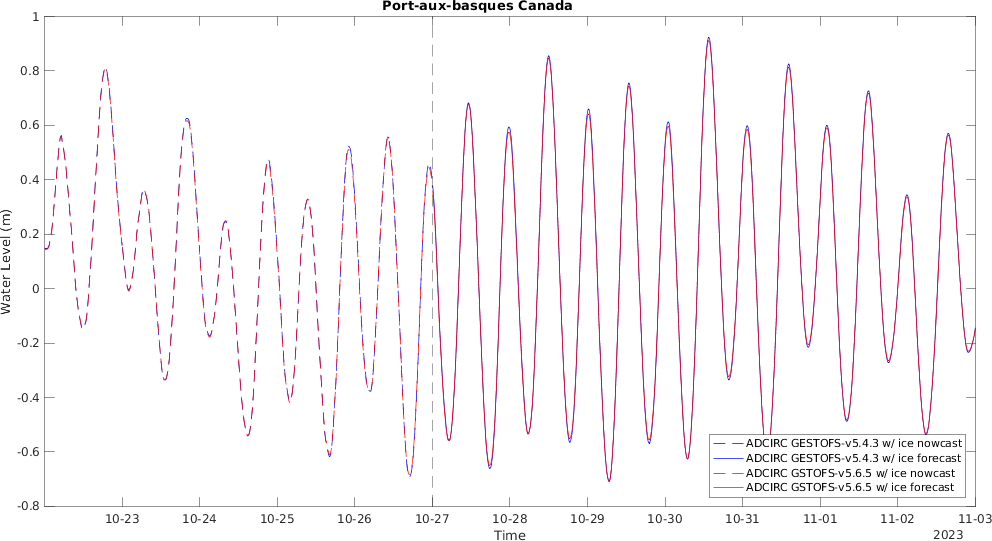 Port-aux-basques Canada
1
0.8
0.6
0.4
0.2
0
-0.2
-0.4
-0.6
-0.8
Water Level (m)
ADCIRC GESTOFS-v5.4.3 w/ ice nowcast
ADCIRC GESTOFS-v5.4.3 w/ ice forecast
ADCIRC GSTOFS-v5.6.5 w/ ice nowcast
ADCIRC GSTOFS-v5.6.5 w/ ice forecast
10-23 10-24 10-25 10-26 10-27 10-28 10-29 10-30 10-31 11-01 11-02 11-03
Time
2023